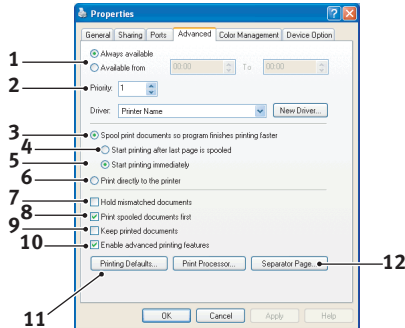 Properties
General Sharing Ports Advanced Color Management Device Option
1 Always available
Available from 00:00 To 00:00
2 Priority: 1
Driver: Printer Name New Driver...
3 Spool print documents so program finishes printing faster
4 Start printing after last page is spooled
5 Start printing immediately
6 Print directly to the printer
7 Hold mismatched documents
8 Print spooled documents first
9 Keep printed documents
10 Enable advanced printing features
Printing Defaults... Print Processor... Separator Page... 12
11
OK Cancel Apply Help